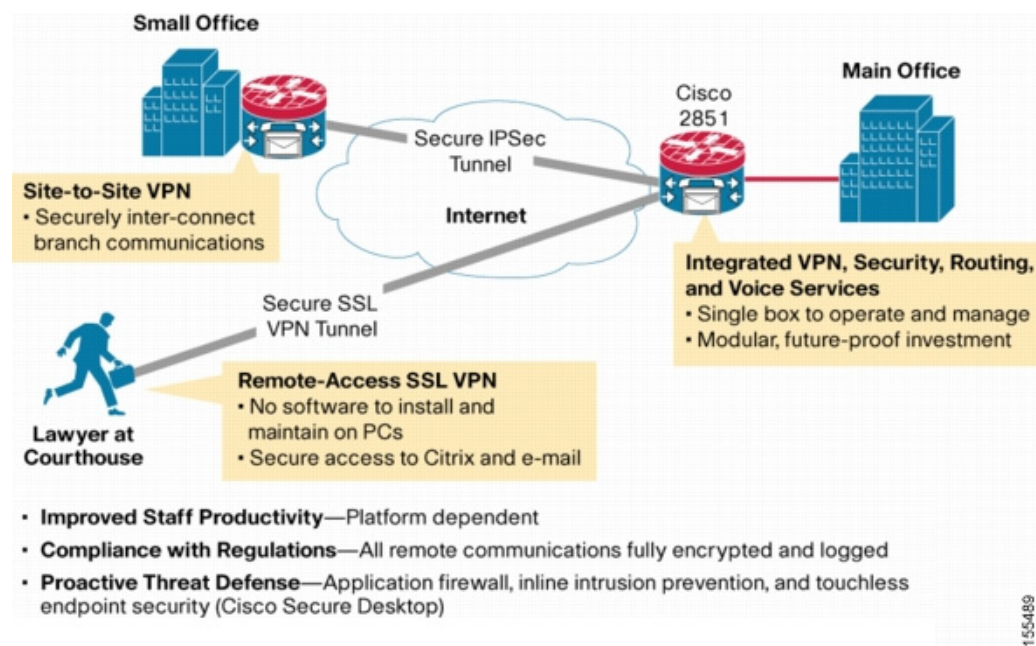 Small Office
Main Office
Cisco
2851
Secure IPSec
Tunnel
Internet
Site-to-Site VPN
• Securely inter-connect
branch communications
Integrated VPN, Security, Routing,
and Voice Services
• Single box to operate and manage
• Modular, future-proof investment
Secure SSL
VPN Tunnel
Remote-Access SSL VPN
• No software to install and
maintain on PCs
• Secure access to Citrix and e-mail
Lawyer at
Courthouse
• Improved Staff Productivity—Platform dependent
• Compliance with Regulations—All remote communications fully encrypted and logged
• Proactive Threat Defense—Application firewall, inline intrusion prevention, and touchless
endpoint security (Cisco Secure Desktop)
155489